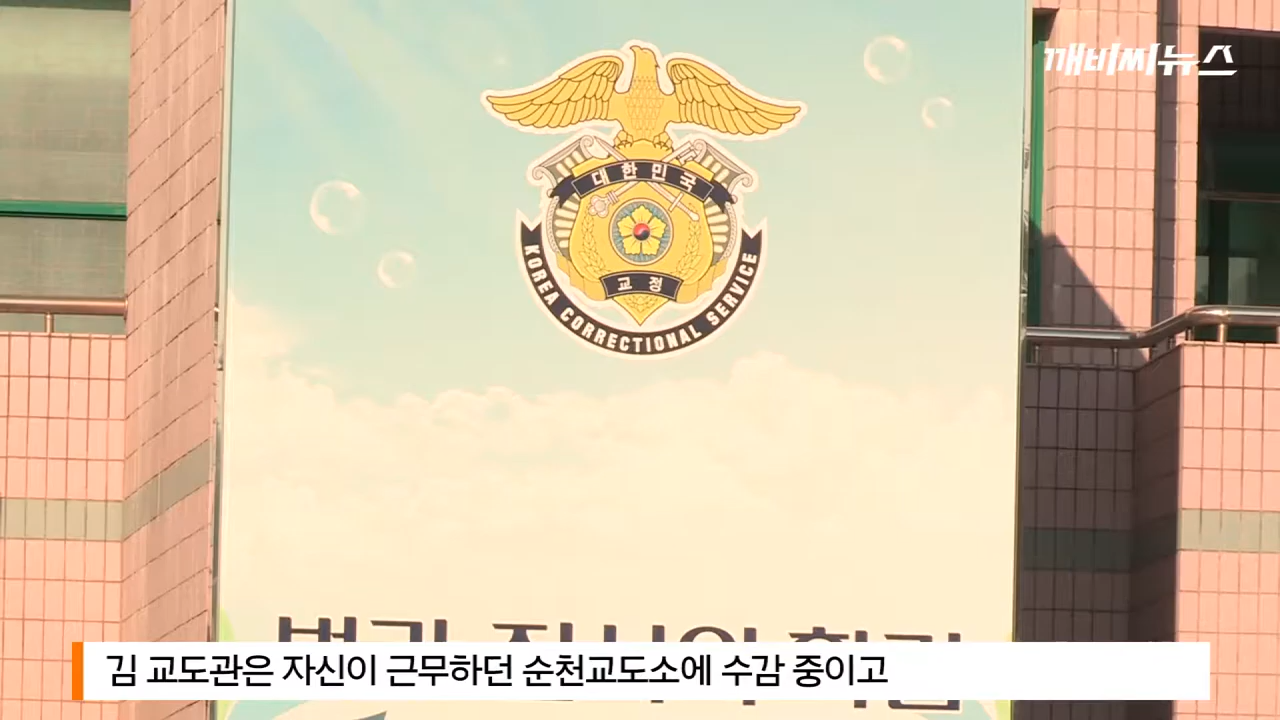 깨비씨뉴스
대한민국
교정
KOREA CORRECTIONAL SERVICE
김 교도관은 자신이 근무하던 순천교도소에 수감 중이고